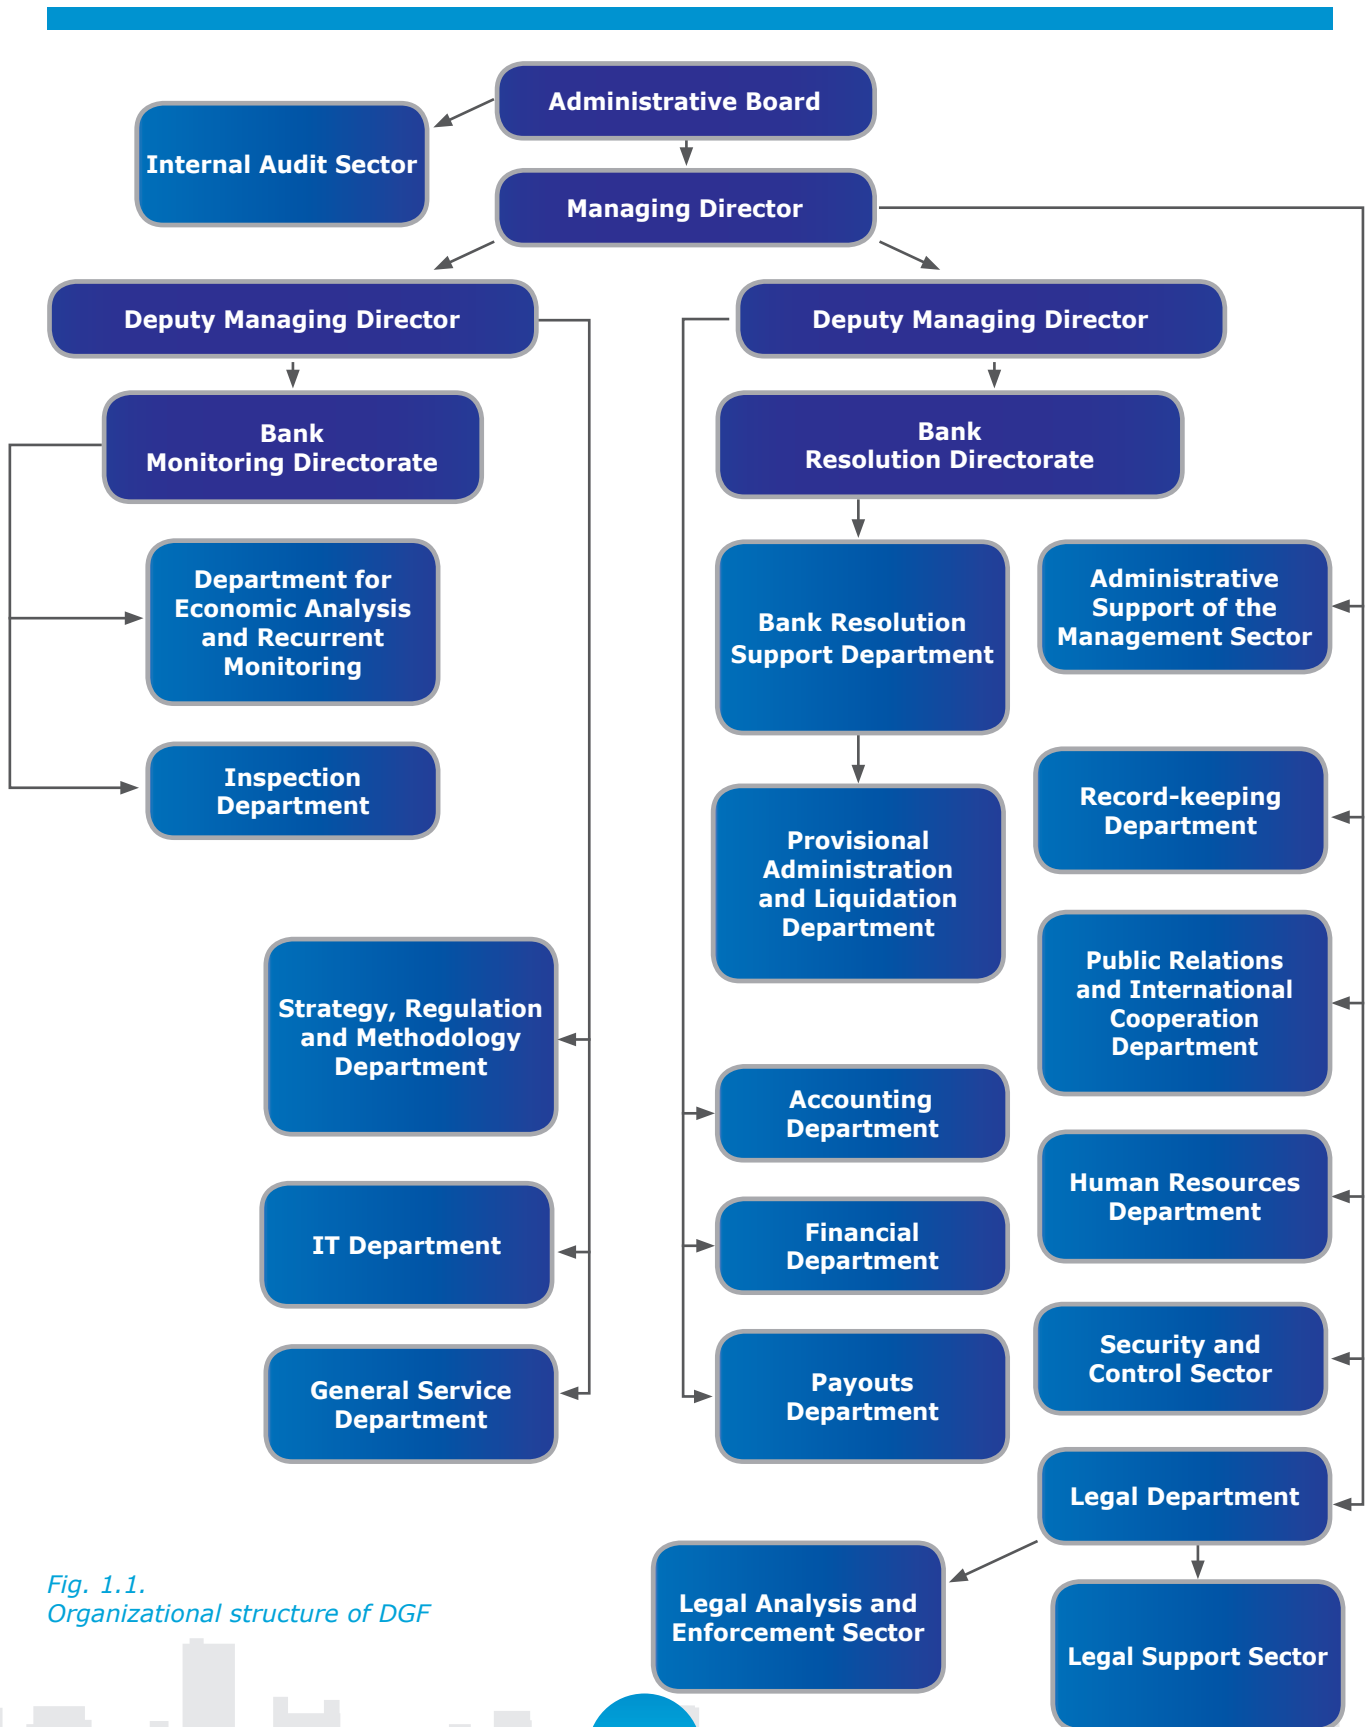 Administrative Board
Internal Audit Sector
Managing Director
Deputy Managing Director
Deputy Managing Director
Bank
Monitoring Directorate
Bank
Resolution Directorate
Department for
Economic Analysis
and Recurrent
Monitoring
Bank Resolution
Support Department
Administrative
Support of the
Management Sector
Inspection
Department
Provisional
Administration
and Liquidation
Department
Record-keeping
Department
Strategy, Regulation
and Methodology
Department
Public Relations
and International
Cooperation
Department
Accounting
Department
Human Resources
Department
IT Department
Financial
Department
General Service
Department
Payouts
Department
Security and
Control Sector
Legal Department
Legal Analysis and
Enforcement Sector
Legal Support Sector
Fig. 1.1.
Organizational structure of DGF